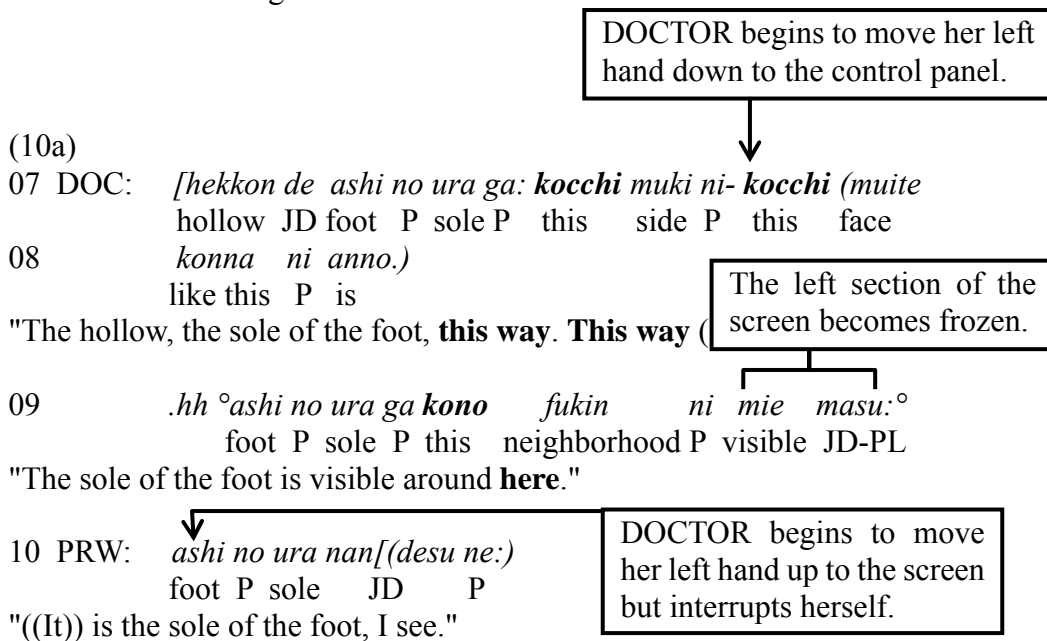 DOCTOR begins to move her left
hand down to the control panel.
(10a)
07 DOC: [hekkon de ashi no ura ga: kocchi muki ni- kocchi (muite
hollow JD foot P sole P this side P this face
08 konna ni anno.)
like this P is
The left section of the
screen becomes frozen.
"The hollow, the sole of the foot, this way. This way (
09 .hh °ashi no ura ga kono fukin ni mie masu:°
foot P sole P this neighborhood P visible JD-PL
"The sole of the foot is visible around here."
10 PRW: ashi no ura nan[(desu ne:)
foot P sole JD P
"((It)) is the sole of the foot, I see."
DOCTOR begins to move
her left hand up to the screen
but interrupts herself.